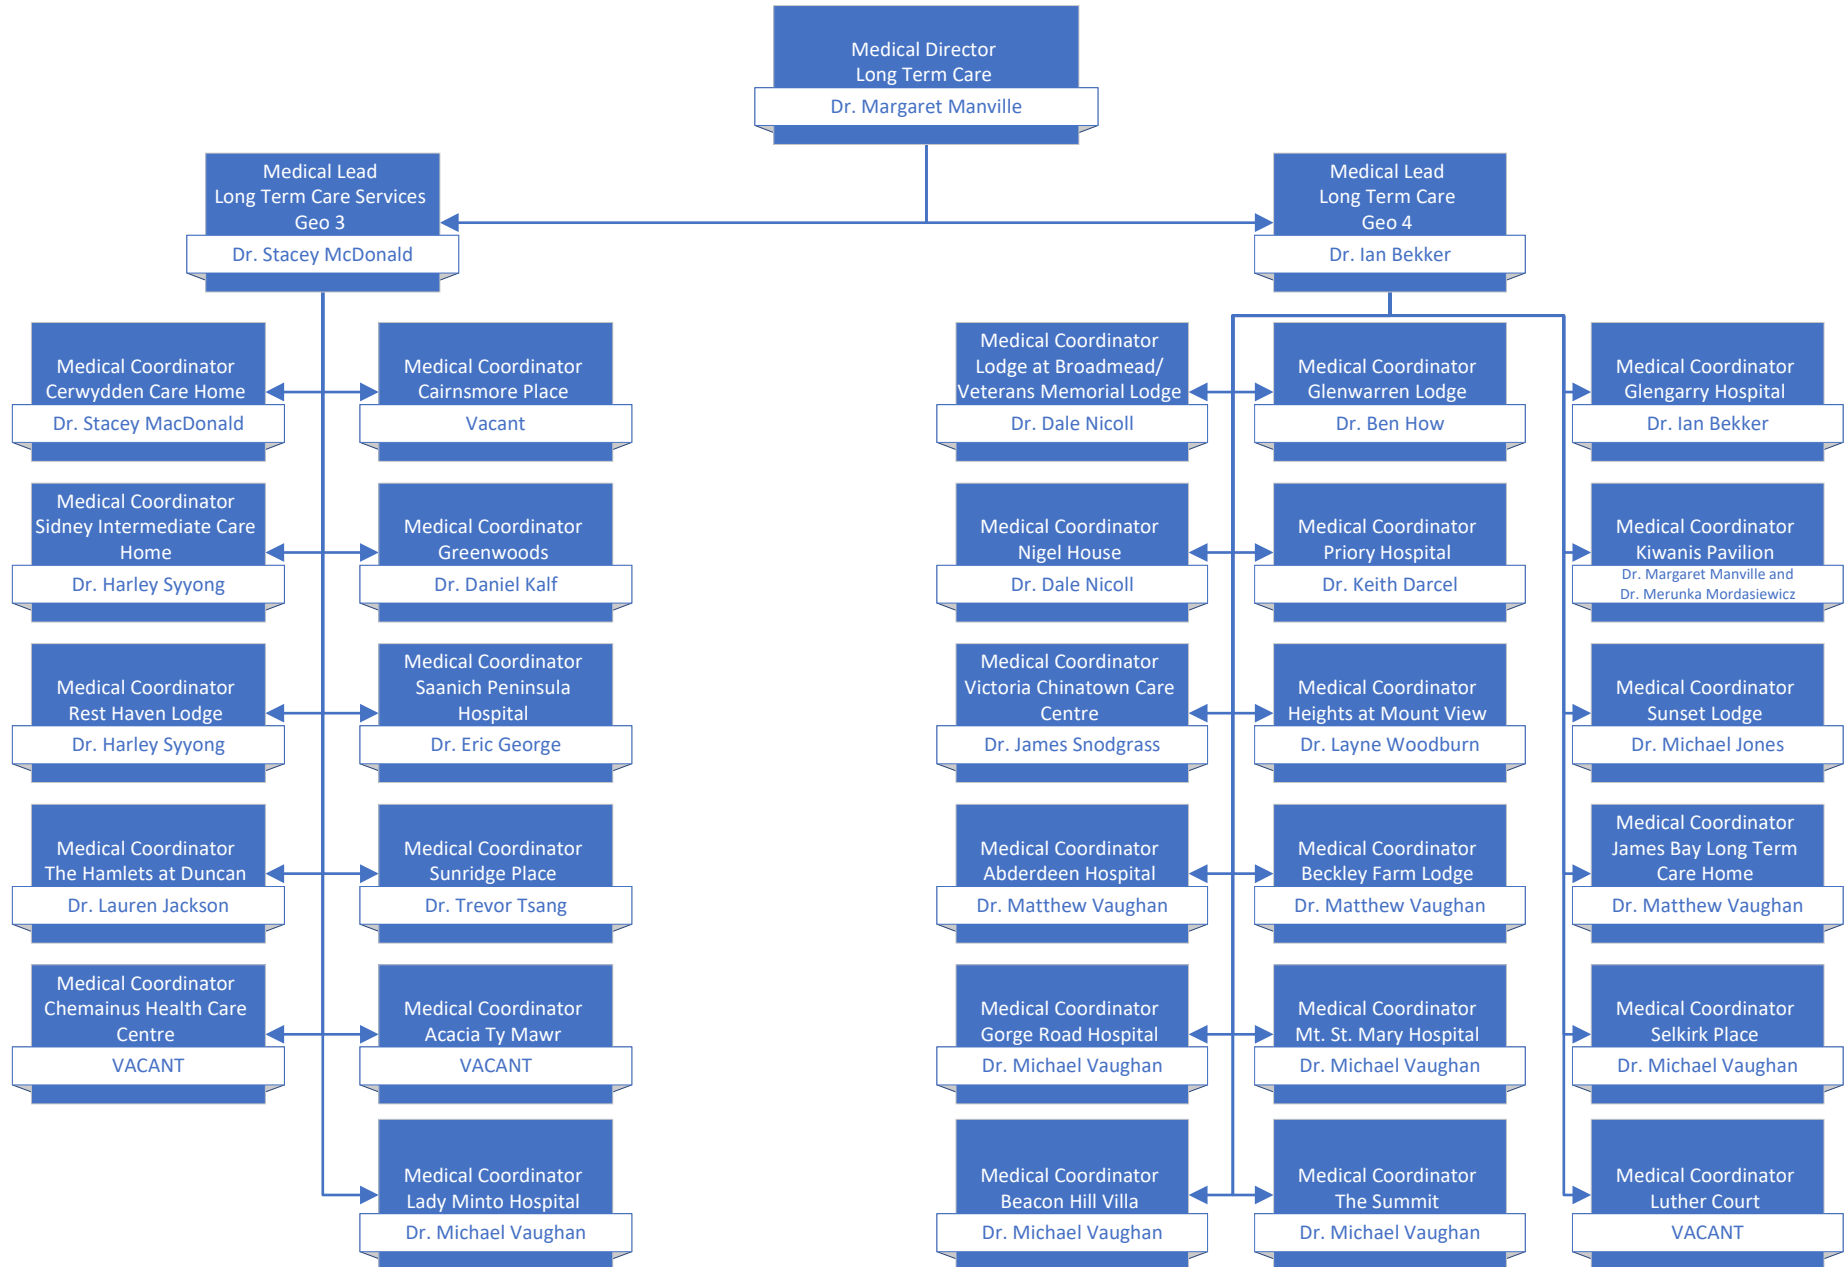 Medical Director
Long Term Care
Dr. Margaret Manville
Medical Lead
Long Term Care Services
Geo 3
Dr. Stacey McDonald
Medical Lead
Long Term Care
Geo 4
Dr. Ian Bekker
Medical Coordinator
Cerwydden Care Home
Dr. Stacey MacDonald
Medical Coordinator
Cairnsmore Place
Vacant
Medical Coordinator
Lodge at Broadmead/
Veterans Memorial Lodge
Dr. Dale Nicoll
Medical Coordinator
Glenwarren Lodge
Dr. Ben How
Medical Coordinator
Glengarry Hospital
Dr. Ian Bekker
Medical Coordinator
Sidney Intermediate Care
Home
Dr. Harley Syyong
Medical Coordinator
Greenwoods
Dr. Daniel Kalf
Medical Coordinator
Nigel House
Dr. Dale Nicoll
Medical Coordinator
Priory Hospital
Dr. Keith Darcel
Medical Coordinator
Kiwanis Pavilion
Dr. Margaret Manville and
Dr. Merunka Mordasiewicz
Medical Coordinator
Rest Haven Lodge
Dr. Harley Syyong
Medical Coordinator
Saanich Peninsula
Hospital
Dr. Eric George
Medical Coordinator
Victoria Chinatown Care
Centre
Dr. James Snodgrass
Medical Coordinator
Heights at Mount View
Dr. Layne Woodburn
Medical Coordinator
Sunset Lodge
Dr. Michael Jones
Medical Coordinator
The Hamlets at Duncan
Dr. Lauren Jackson
Medical Coordinator
Sunridge Place
Dr. Trevor Tsang
Medical Coordinator
Abderdeen Hospital
Dr. Matthew Vaughan
Medical Coordinator
Beckley Farm Lodge
Dr. Matthew Vaughan
Medical Coordinator
James Bay Long Term
Care Home
Dr. Matthew Vaughan
Medical Coordinator
Chemainus Health Care
Centre
VACANT
Medical Coordinator
Acacia Ty Mawr
VACANT
Medical Coordinator
Gorge Road Hospital
Dr. Michael Vaughan
Medical Coordinator
Mt. St. Mary Hospital
Dr. Michael Vaughan
Medical Coordinator
Selkirk Place
Dr. Michael Vaughan
Medical Coordinator
Lady Minto Hospital
Dr. Michael Vaughan
Medical Coordinator
Beacon Hill Villa
Dr. Michael Vaughan
Medical Coordinator
The Summit
Dr. Michael Vaughan
Medical Coordinator
Luther Court
VACANT